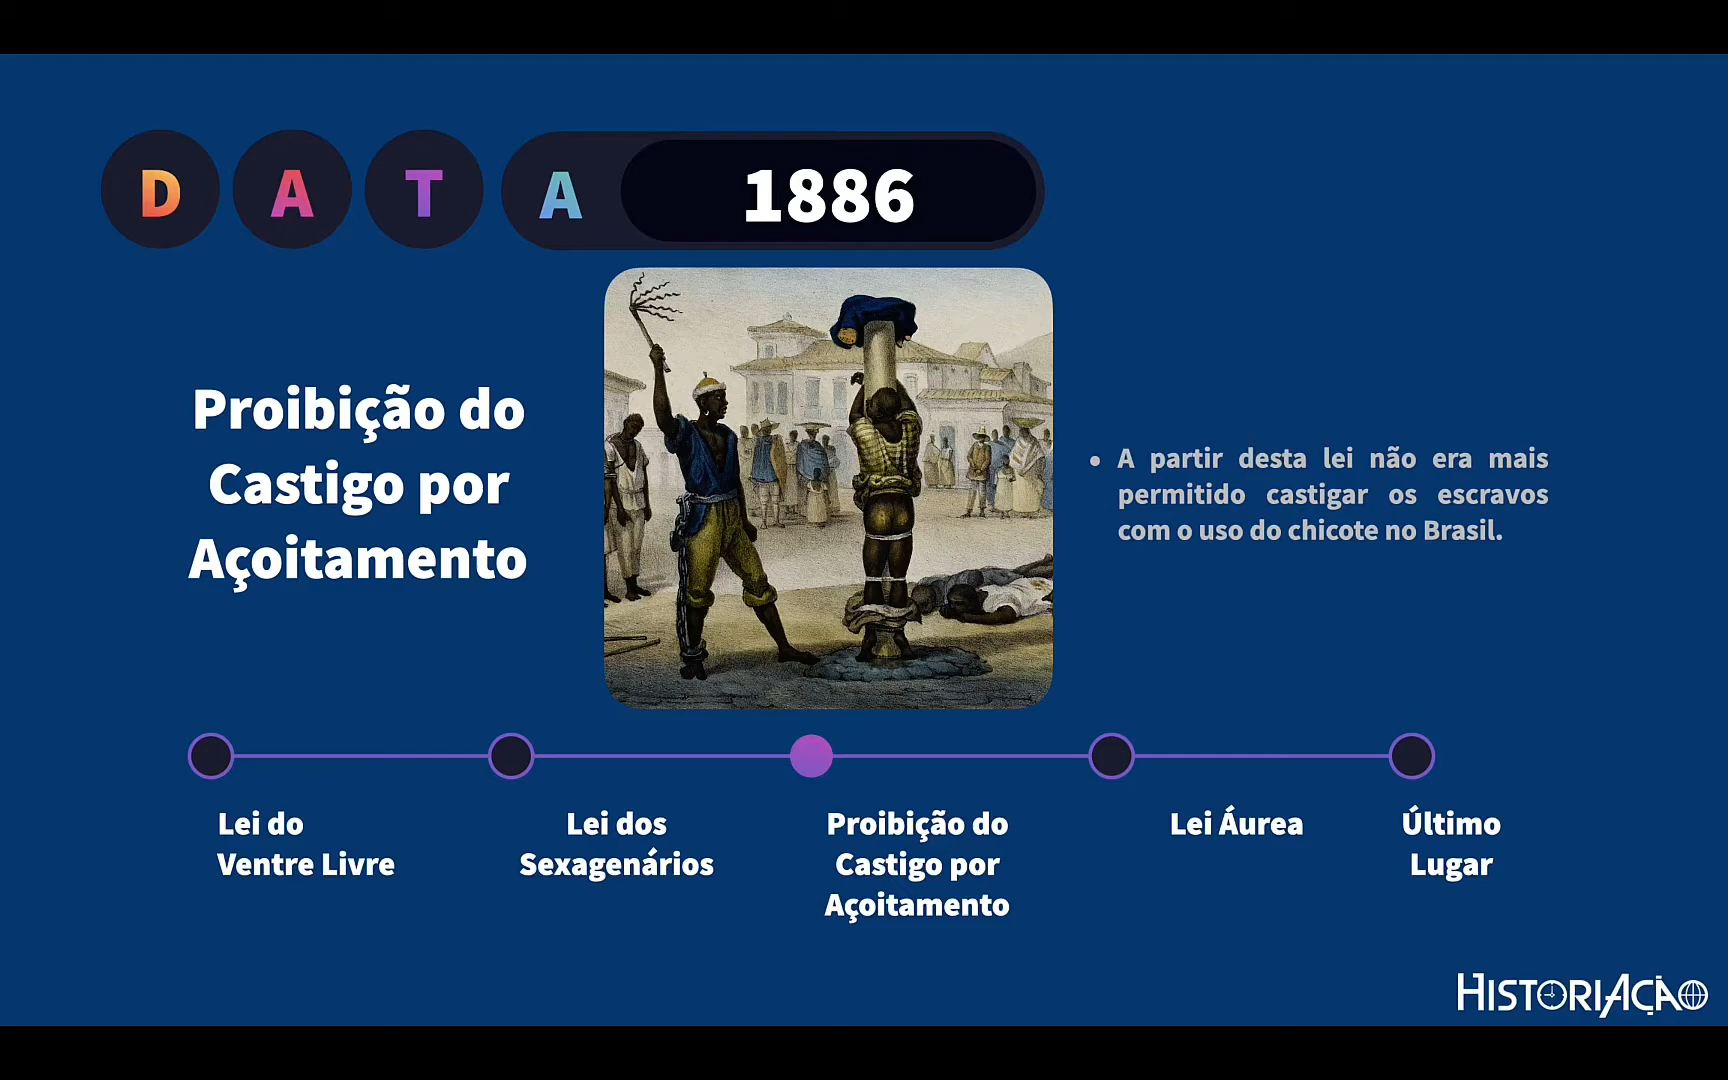 DATA 1886
Proibição do
Castigo por
Açoitamento
• A partir desta lei não era mais
permitido castigar os escravos
com o uso do chicote no Brasil.
Lei do
Ventre Livre
Lei dos
Sexagenários
Proibição do
Castigo por
Açoitamento
Lei Áurea
Último
Lugar
HISTORIAÇÃO